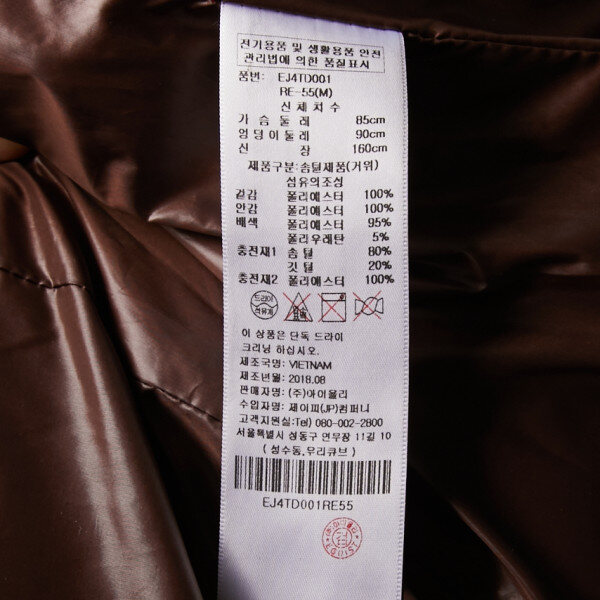 전기용품 및 생활용품 안전
관리법에 의한 품질표시
품번: EJ4TD001
RE-55(M)
신체치수
가슴둘레 85cm
엉덩이둘레 90cm
신 장 160cm
제품구분:솜털제품(거위)
섬유의조성
겉감 폴리에스터 100%
안감 폴리에스터 100%
배색 폴리에스터 95%
폴리우레탄 5%
충전재1 솜 털 80%
깃 털 20%
충전재2 폴리에스터 100%
드라이
석유계
이 상품은 단독 드라이
크리닝 하십시오.
제조국명: VIETNAM
제조년월: 2018.08
판매자명: (주)아이올리
수입자명: 제이피(JP)컴퍼니
고객지원실:Tel) 080-002-2800
서울특별시 성동구 연무장 11길 10
(성수동,우리큐브)
EJ4TD001RE55